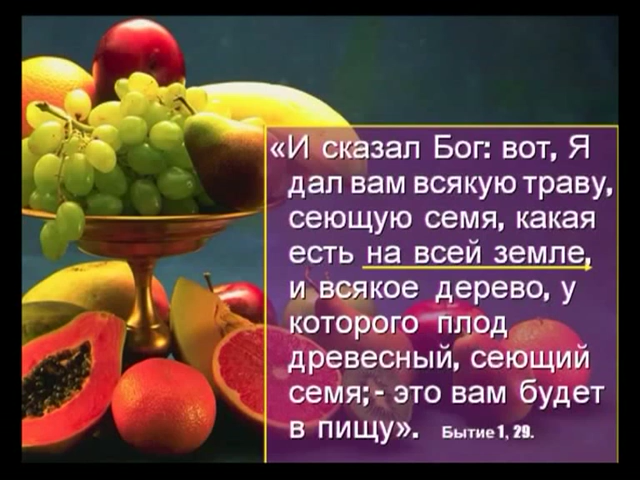 «И сказал Бог: вот, Я
дал вам всякую траву,
сеющую семя, какая
есть на всей земле,
и всякое дерево, у
которого плод
древесный, сеющий
семя; - это вам будет
в пищу». Бытие 1, 29.